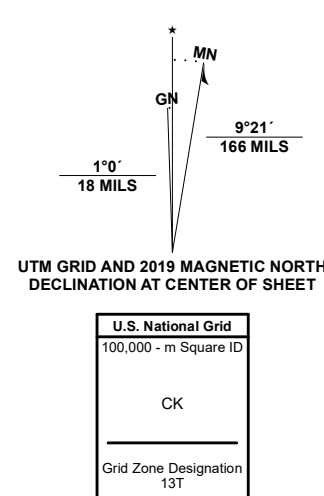 ★
MN
GN
9°21´
166 MILS
1°0´
18 MILS
UTM GRID AND 2019 MAGNETIC NORTH
DECLINATION AT CENTER OF SHEET
U.S. National Grid
100,000 - m Square ID
CK
Grid Zone Designation
13T